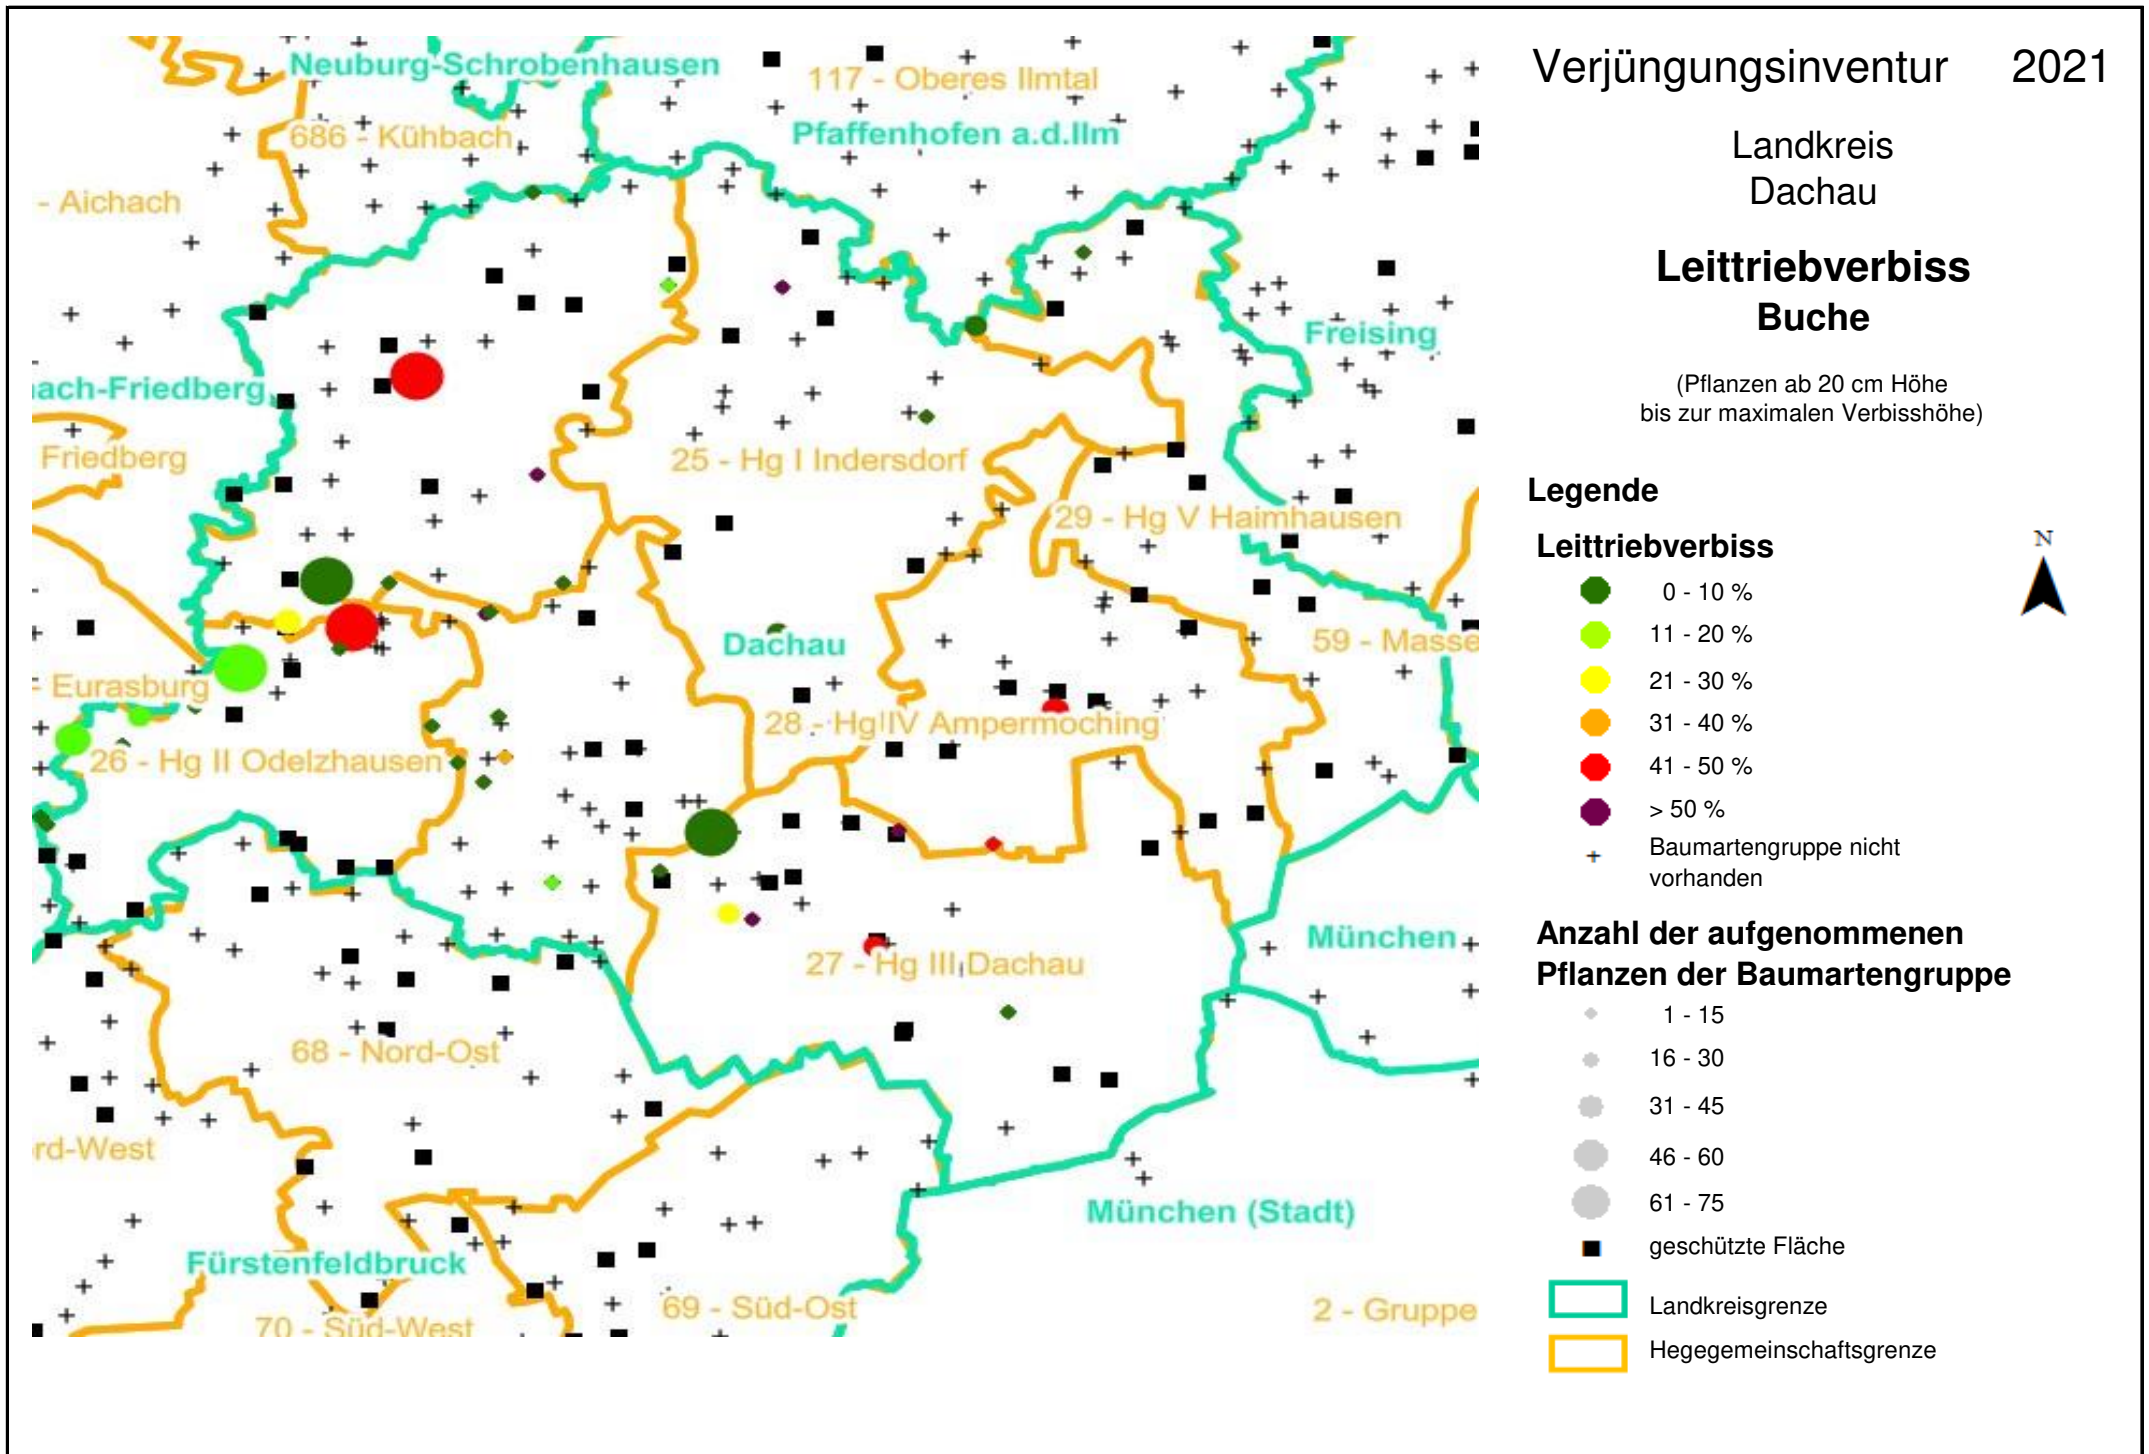 Verjüngungsinventur 2021
Landkreis
Dachau
Leittriebverbiss
Buche
(Pflanzen ab 20 cm Höhe
bis zur maximalen Verbisshöhe)
Legende
Leittriebverbiss
0 - 10 %
11 - 20 %
21 - 30 %
31 - 40 %
41 - 50 %
> 50 %
Baumartengruppe nicht
vorhanden
N
Anzahl der aufgenommenen
Pflanzen der Baumartengruppe
1 - 15
16 - 30
31 - 45
46 - 60
61 - 75
geschützte Fläche
Landkreisgrenze
Hegegemeinschaftsgrenze
Neuburg-Schrobenhausen
117 - Oberes Ilmtal
686 - Kühbach
Pfaffenhofen a.d.Ilm
- Aichach
Freising
ach-Friedberg
Friedberg
25 - Hg I Indersdorf
29 - Hg V Haimhausen
Dachau
59 - Masse
- Eurasburg
28 - Hg IV Ampermoching
26 - Hg II Odelzhausen
München
27 - Hg III Dachau
68 - Nord-Ost
rd-West
München (Stadt)
Fürstenfeldbruck
69 - Süd-Ost
2 - Gruppe
70 - Süd-West